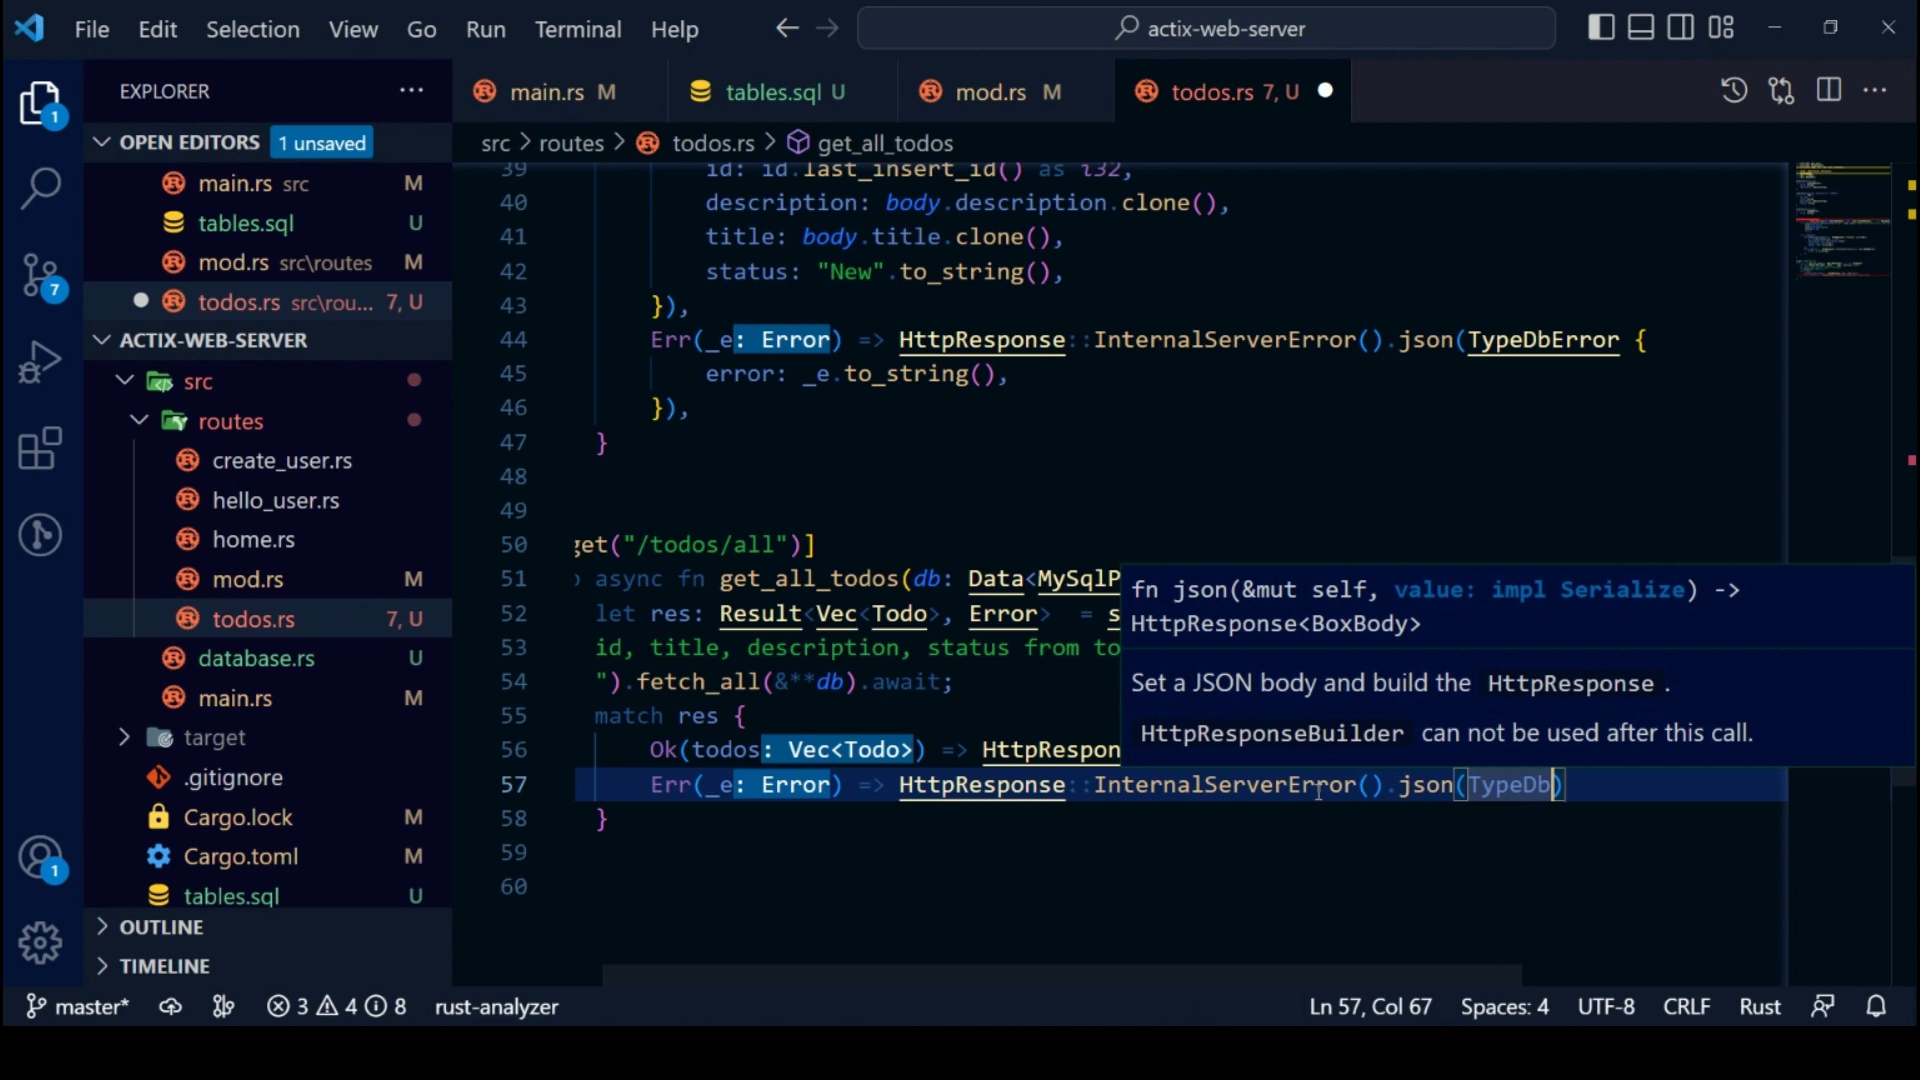 File Edit Selection View Go Run Terminal Help
actix-web-server
EXPLORER
OPEN EDITORS 1 unsaved
main.rs src M
tables.sql U
mod.rs src\routes M
todos.rs src\rou... 7, U
ACTIX-WEB-SERVER
src
routes
create_user.rs
hello_user.rs
home.rs
mod.rs M
todos.rs 7, U
database.rs U
main.rs M
target
.gitignore
Cargo.lock M
Cargo.toml M
tables.sql U
OUTLINE
TIMELINE
1
7
1
main.rs M tables.sql U mod.rs M todos.rs 7, U
src > routes > todos.rs > get_all_todos
39 id: id.last_insert_id() as i32,
40 description: body.description.clone(),
41 title: body.title.clone(),
42 status: "New".to_string(),
43 }),
44 Err(_e: Error) => HttpResponse::InternalServerError().json(TypeDbError {
45 error: _e.to_string(),
46 }),
47 }
48
49
50 get("/todos/all")]
51 async fn get_all_todos(db: Data<MySqlP
52 let res: Result<Vec<Todo>, Error> = s
53 id, title, description, status from to
54 ").fetch_all(&**db).await;
55 match res {
56 Ok(todos: Vec<Todo>) => HttpRespon
57 Err(_e: Error) => HttpResponse::InternalServerError().json(TypeDb)
58 }
59
60
fn json(&mut self, value: impl Serialize) ->
HttpResponse<BoxBody>
Set a JSON body and build the HttpResponse .
HttpResponseBuilder can not be used after this call.
master* 3 4 8 rust-analyzer Ln 57, Col 67 Spaces: 4 UTF-8 CRLF Rust